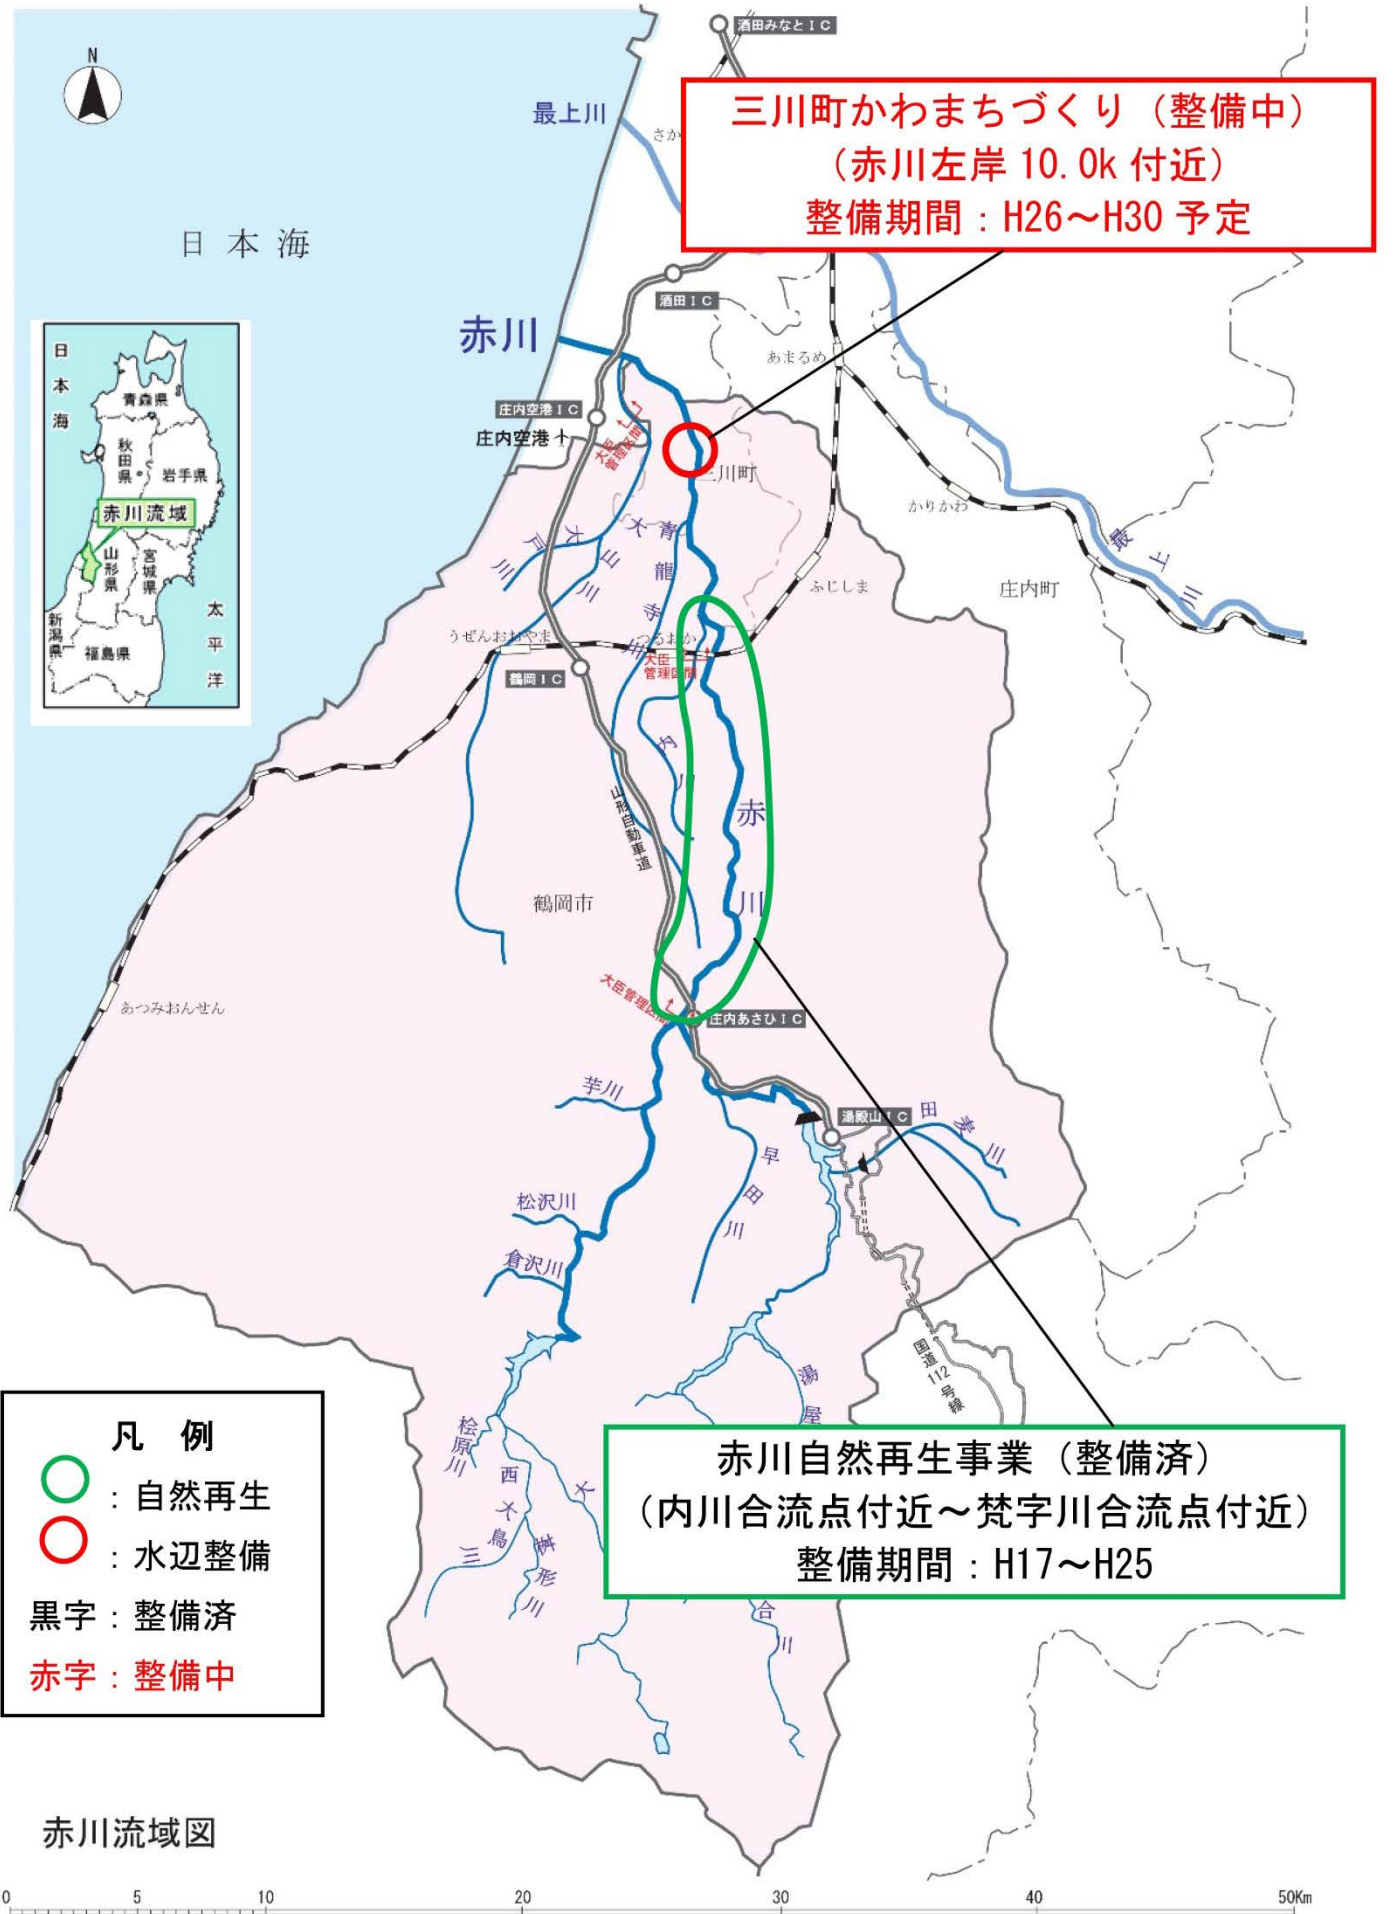 酒田みなとＩＣ
N
最上川
さか
三川町かわまちづくり（整備中）
（赤川左岸 10.0k 付近）
整備期間：H26～H30 予定
日本海
酒田ＩＣ
赤川
あまるめ
庄内空港ＩＣ
庄内空港
大臣
管理区間
三川町
かりかわ
最上川
庄内町
日本海
青森県
秋田県
岩手県
赤川流域
山形県
宮城県
新潟県
福島県
太平洋
大戸川
大山川
青龍寺川
大
ふじしま
うぜんおおやま
つるおか
大臣
管理区間
鶴岡ＩＣ
内川
山形自動車道
赤川
鶴岡市
あつみおんせん
大臣管理区間
庄内あさひＩＣ
芋川
湯殿山ＩＣ
田麦川
早田川
松沢川
倉沢川
国道112号線
湯屋
桧原川
西大鳥川
桝形川
大
合川
赤川自然再生事業（整備済）
（内川合流点付近～梵字川合流点付近）
整備期間：H17～H25
凡　例
：自然再生
：水辺整備
黒字：整備済
赤字：整備中
赤川流域図
0 5 10 20 30 40 50Km